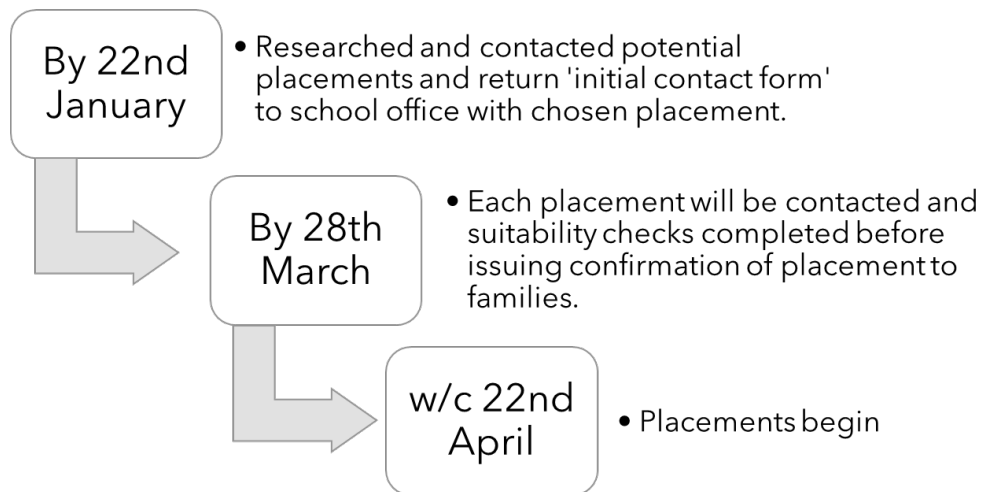 By 22nd
January
• Researched and contacted potential
placements and return 'initial contact form'
to school office with chosen placement.
By 28th
March
• Each placement will be contacted and
suitability checks completed before
issuing confirmation of placement to
families.
w/c 22nd
April
• Placements begin